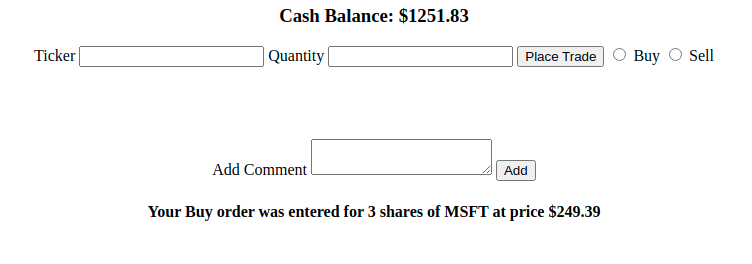 Cash Balance: $1251.83
Ticker Quantity Place Trade Buy Sell
Add Comment Add
Your Buy order was entered for 3 shares of MSFT at price $249.39